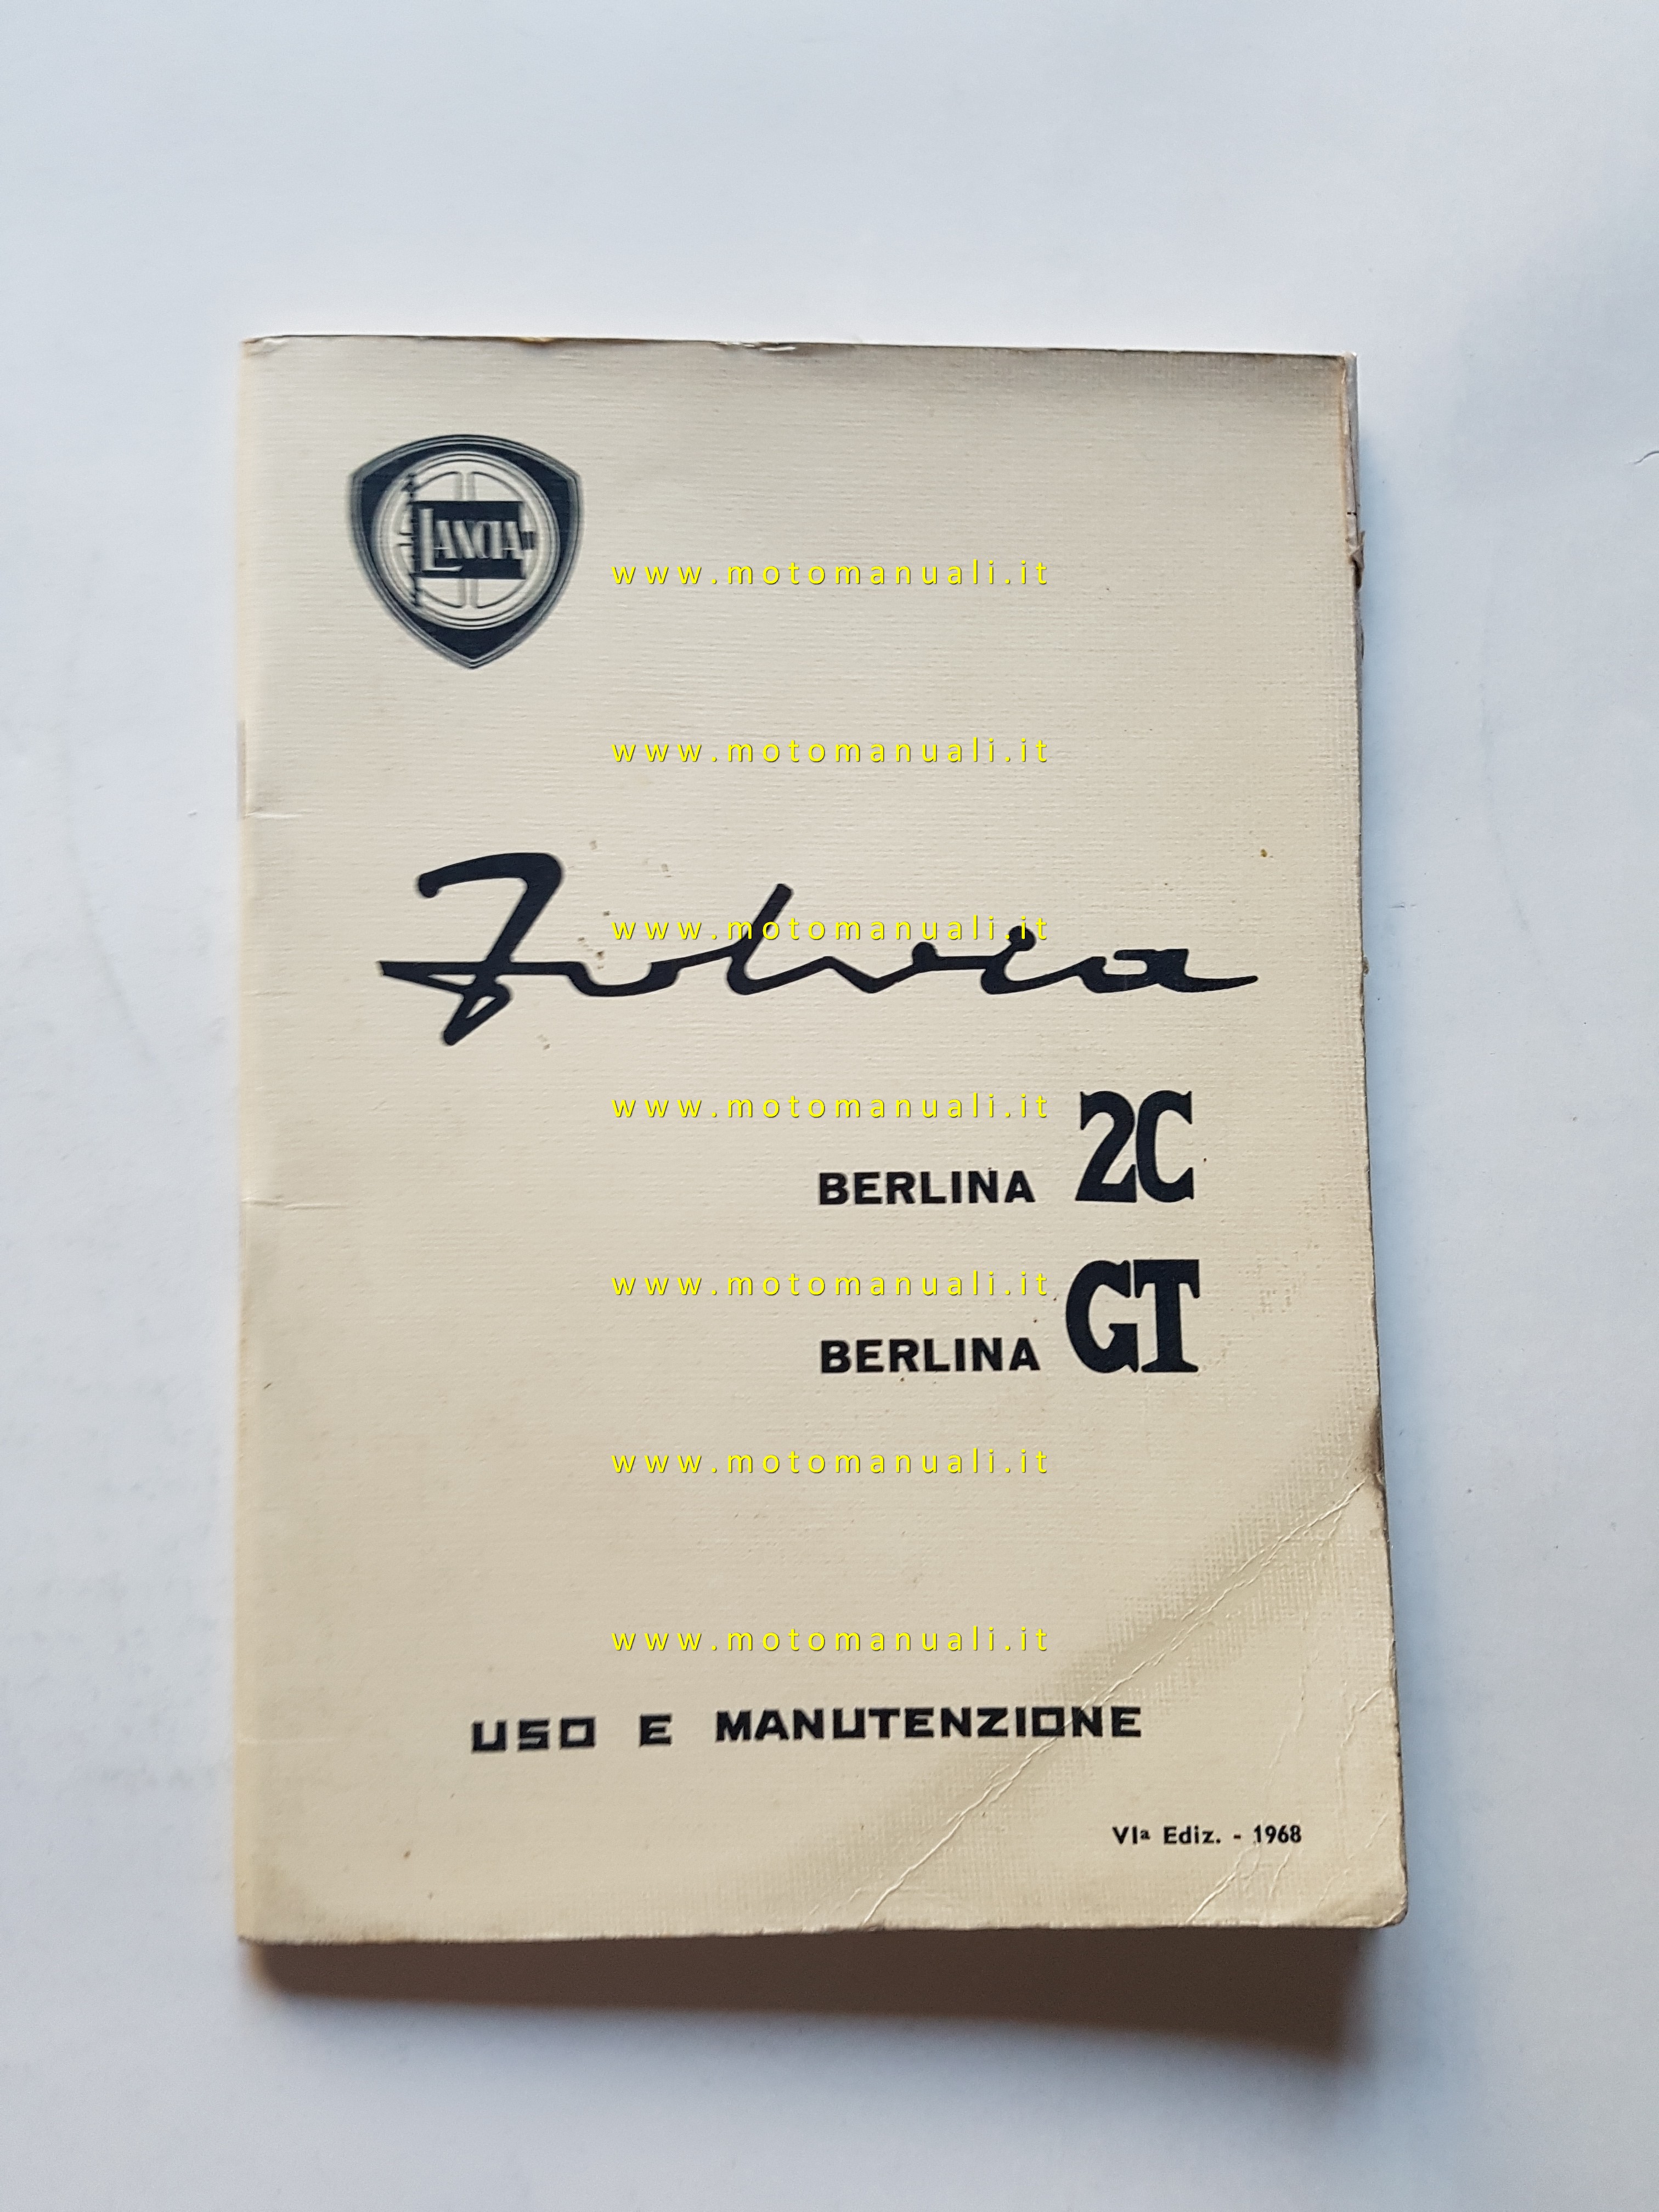 LANCIA
www.motomanuali.it
www.motomanuali.it
Fulvia
www.motomanuali.it
www.motomanuali.it
BERLINA 2C
www.motomanuali.it
BERLINA GT
www.motomanuali.it
www.motomanuali.it
USO E MANUTENZIONE
VIª Ediz. - 1968